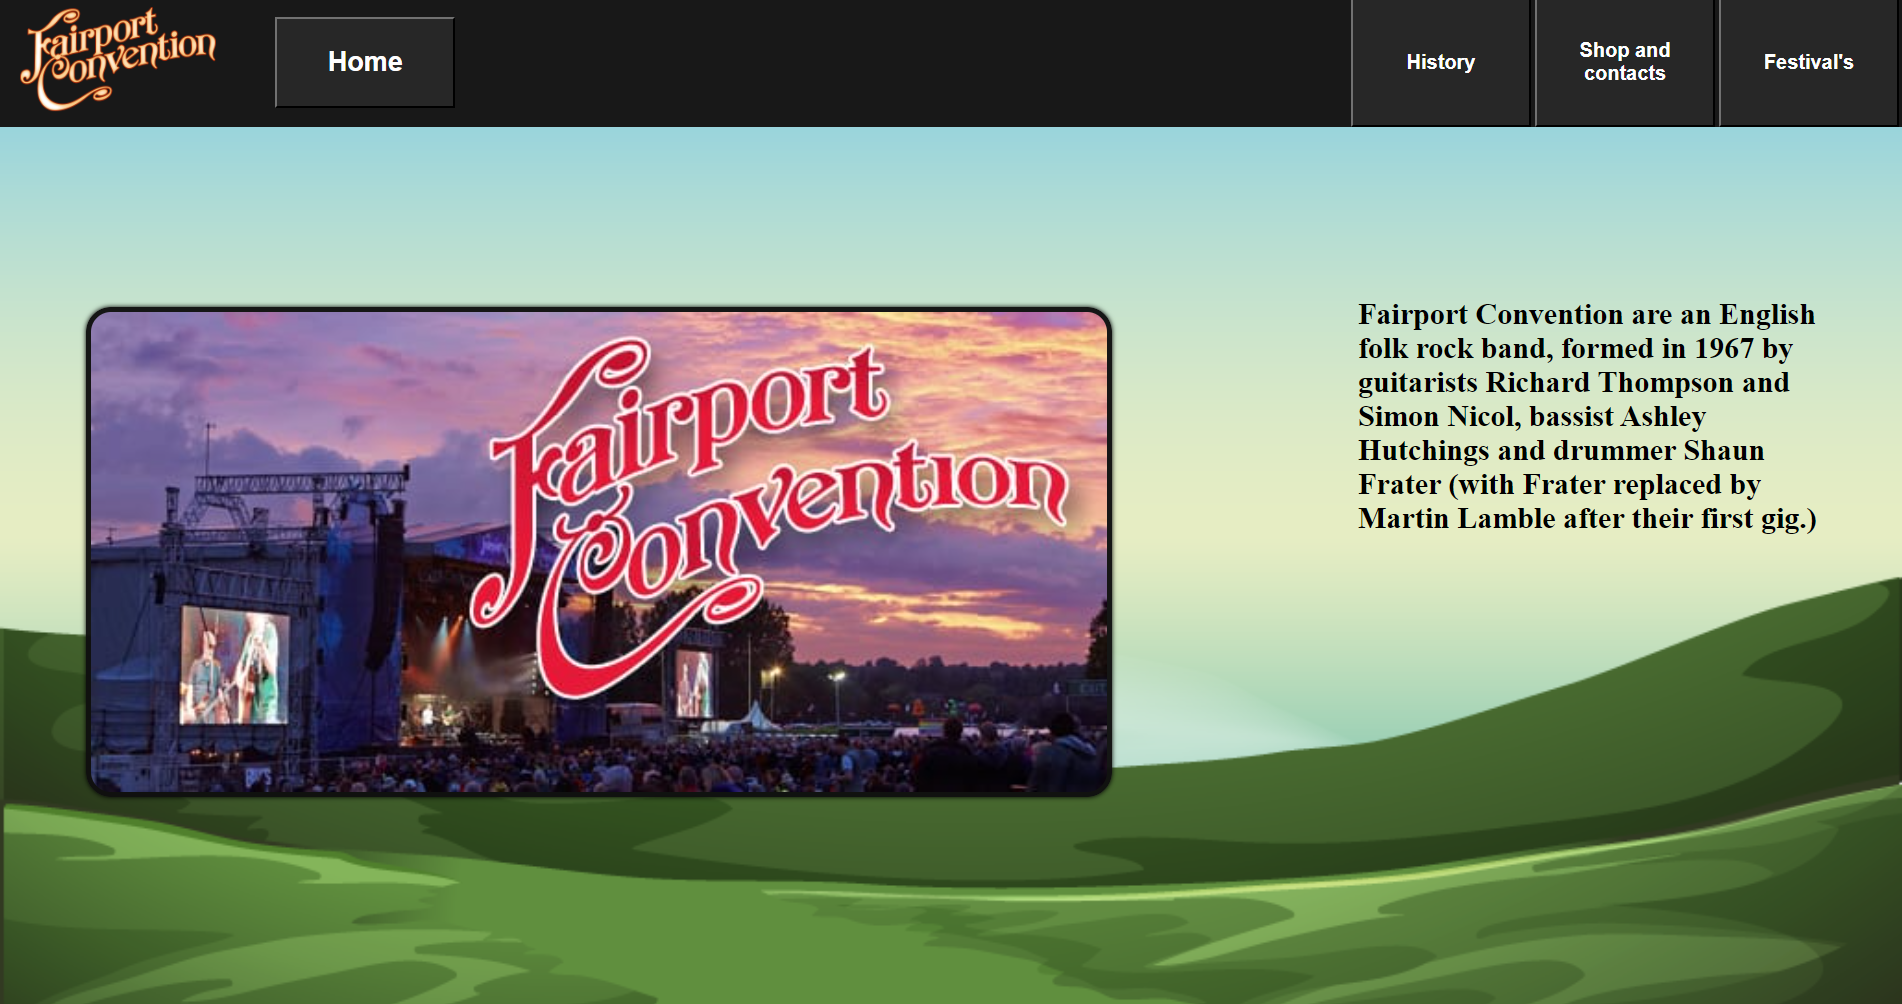 Fairport
Convention
Home
History
Shop and
contacts
Festival's
Fairport
Convention
Fairport Convention are an English
folk rock band, formed in 1967 by
guitarists Richard Thompson and
Simon Nicol, bassist Ashley
Hutchings and drummer Shaun
Frater (with Frater replaced by
Martin Lamble after their first gig.)